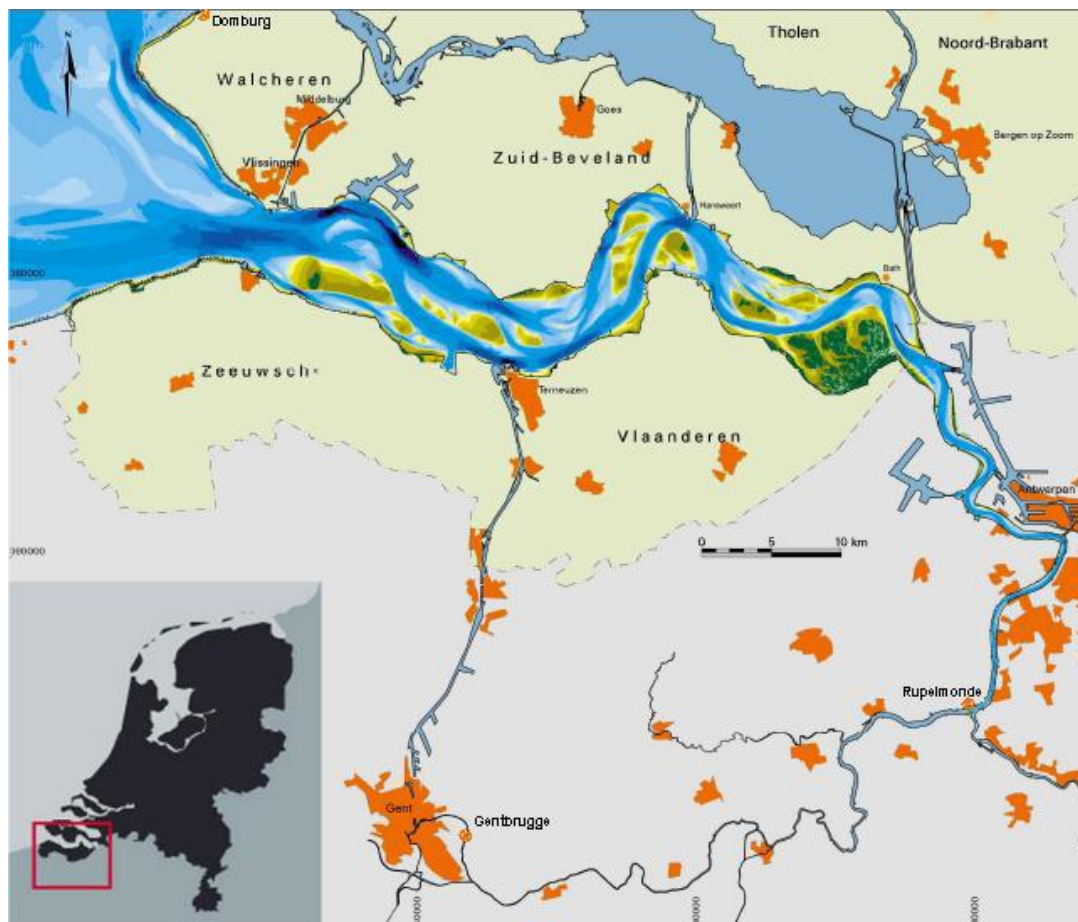 Domburg
N
Tholen
Noord-Brabant
Walcheren
Middelburg
Goes
Bergen op Zoom
Vlissingen
Zuid-Beveland
Hansweert
Bath
380000
Zeeuwsch-
Terneuzen
Vlaanderen
Antwerpen
0 5 10 km
Rupelmonde
Gent
Gentbrugge